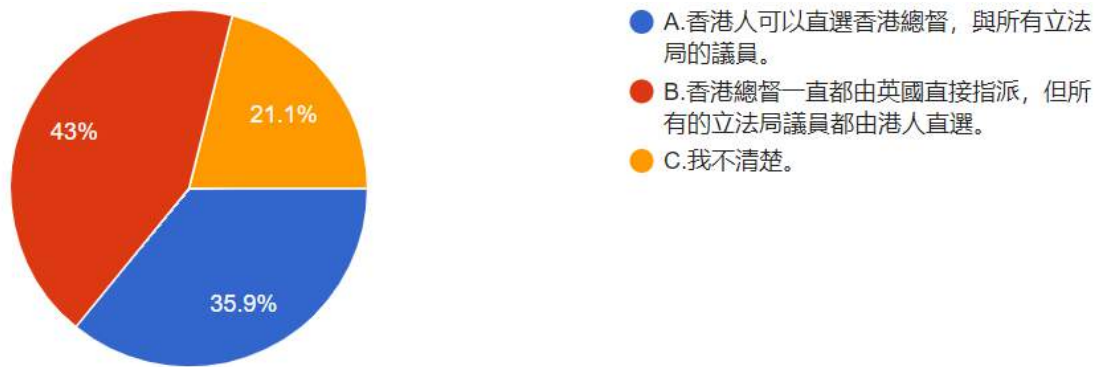 43%
21.1%
35.9%
A.香港人可以直選香港總督，與所有立法
局的議員。
B.香港總督一直都由英國直接指派，但所
有的立法局議員都由港人直選。
C.我不清楚。